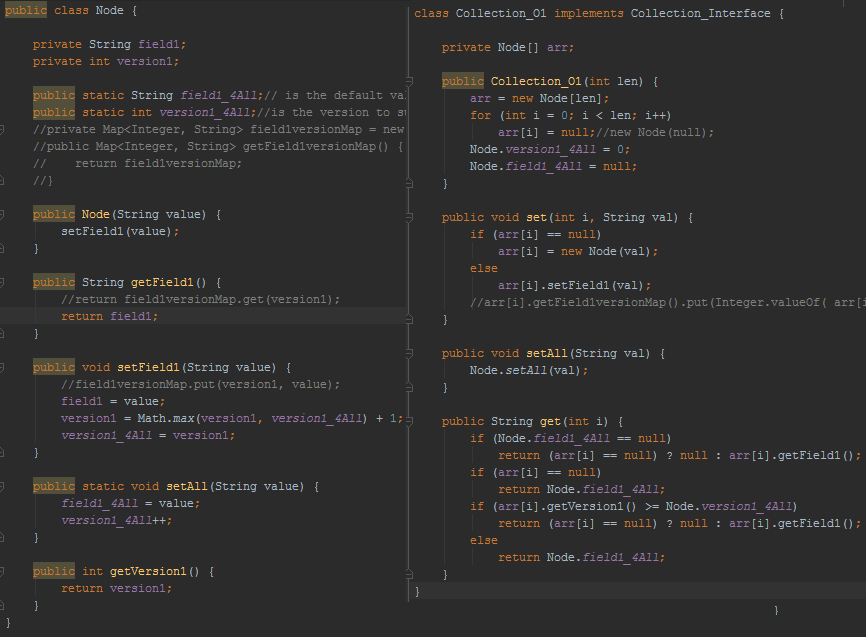 public class Node {
private String field1;
private int version1;
public static String field1_4All;// is the default va
public static int version1_4All;//is the version to s
//private Map<Integer, String> field1versionMap = new
//public Map<Integer, String> getField1versionMap() {
//    return field1versionMap;
//}
public Node(String value) {
setField1(value);
}
public String getField1() {
//return field1versionMap.get(version1);
return field1;
}
public void setField1(String value) {
//field1versionMap.put(version1, value);
field1 = value;
version1 = Math.max(version1, version1_4All) + 1;
version1_4All = version1;
}
public static void setAll(String value) {
field1_4All = value;
version1_4All++;
}
public int getVersion1() {
return version1;
}
}
class Collection_O1 implements Collection_Interface {
private Node[] arr;
public Collection_O1(int len) {
arr = new Node[len];
for (int i = 0; i < len; i++)
arr[i] = null;//new Node(null);
Node.version1_4All = 0;
Node.field1_4All = null;
}
public void set(int i, String val) {
if (arr[i] == null)
arr[i] = new Node(val);
else
arr[i].setField1(val);
//arr[i].getField1versionMap().put(Integer.valueOf( arr[i
}
public void setAll(String val) {
Node.setAll(val);
}
public String get(int i) {
if (Node.field1_4All == null)
return (arr[i] == null) ? null : arr[i].getField1();
if (arr[i] == null)
return Node.field1_4All;
if (arr[i].getVersion1() >= Node.version1_4All)
return (arr[i] == null) ? null : arr[i].getField1();
else
return Node.field1_4All;
}
}
}